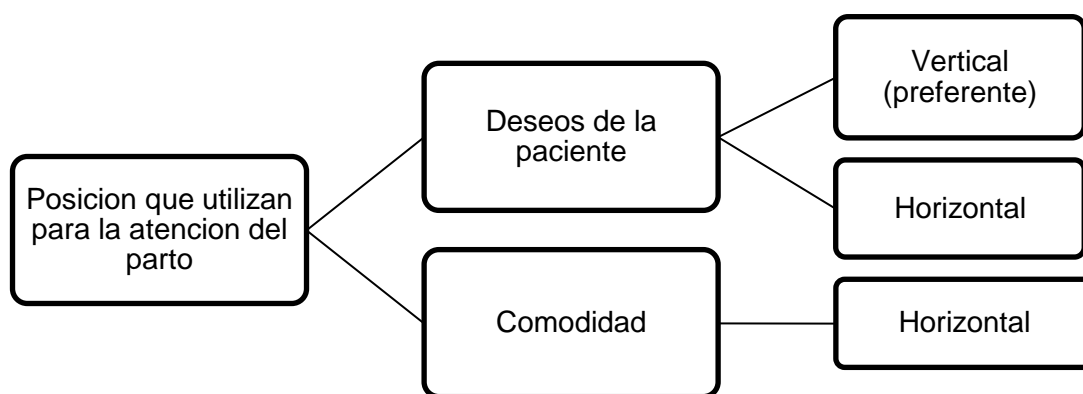 Posicion que utilizan
para la atencion del
parto
Deseos de la
paciente
Vertical
(preferente)
Horizontal
Comodidad
Horizontal